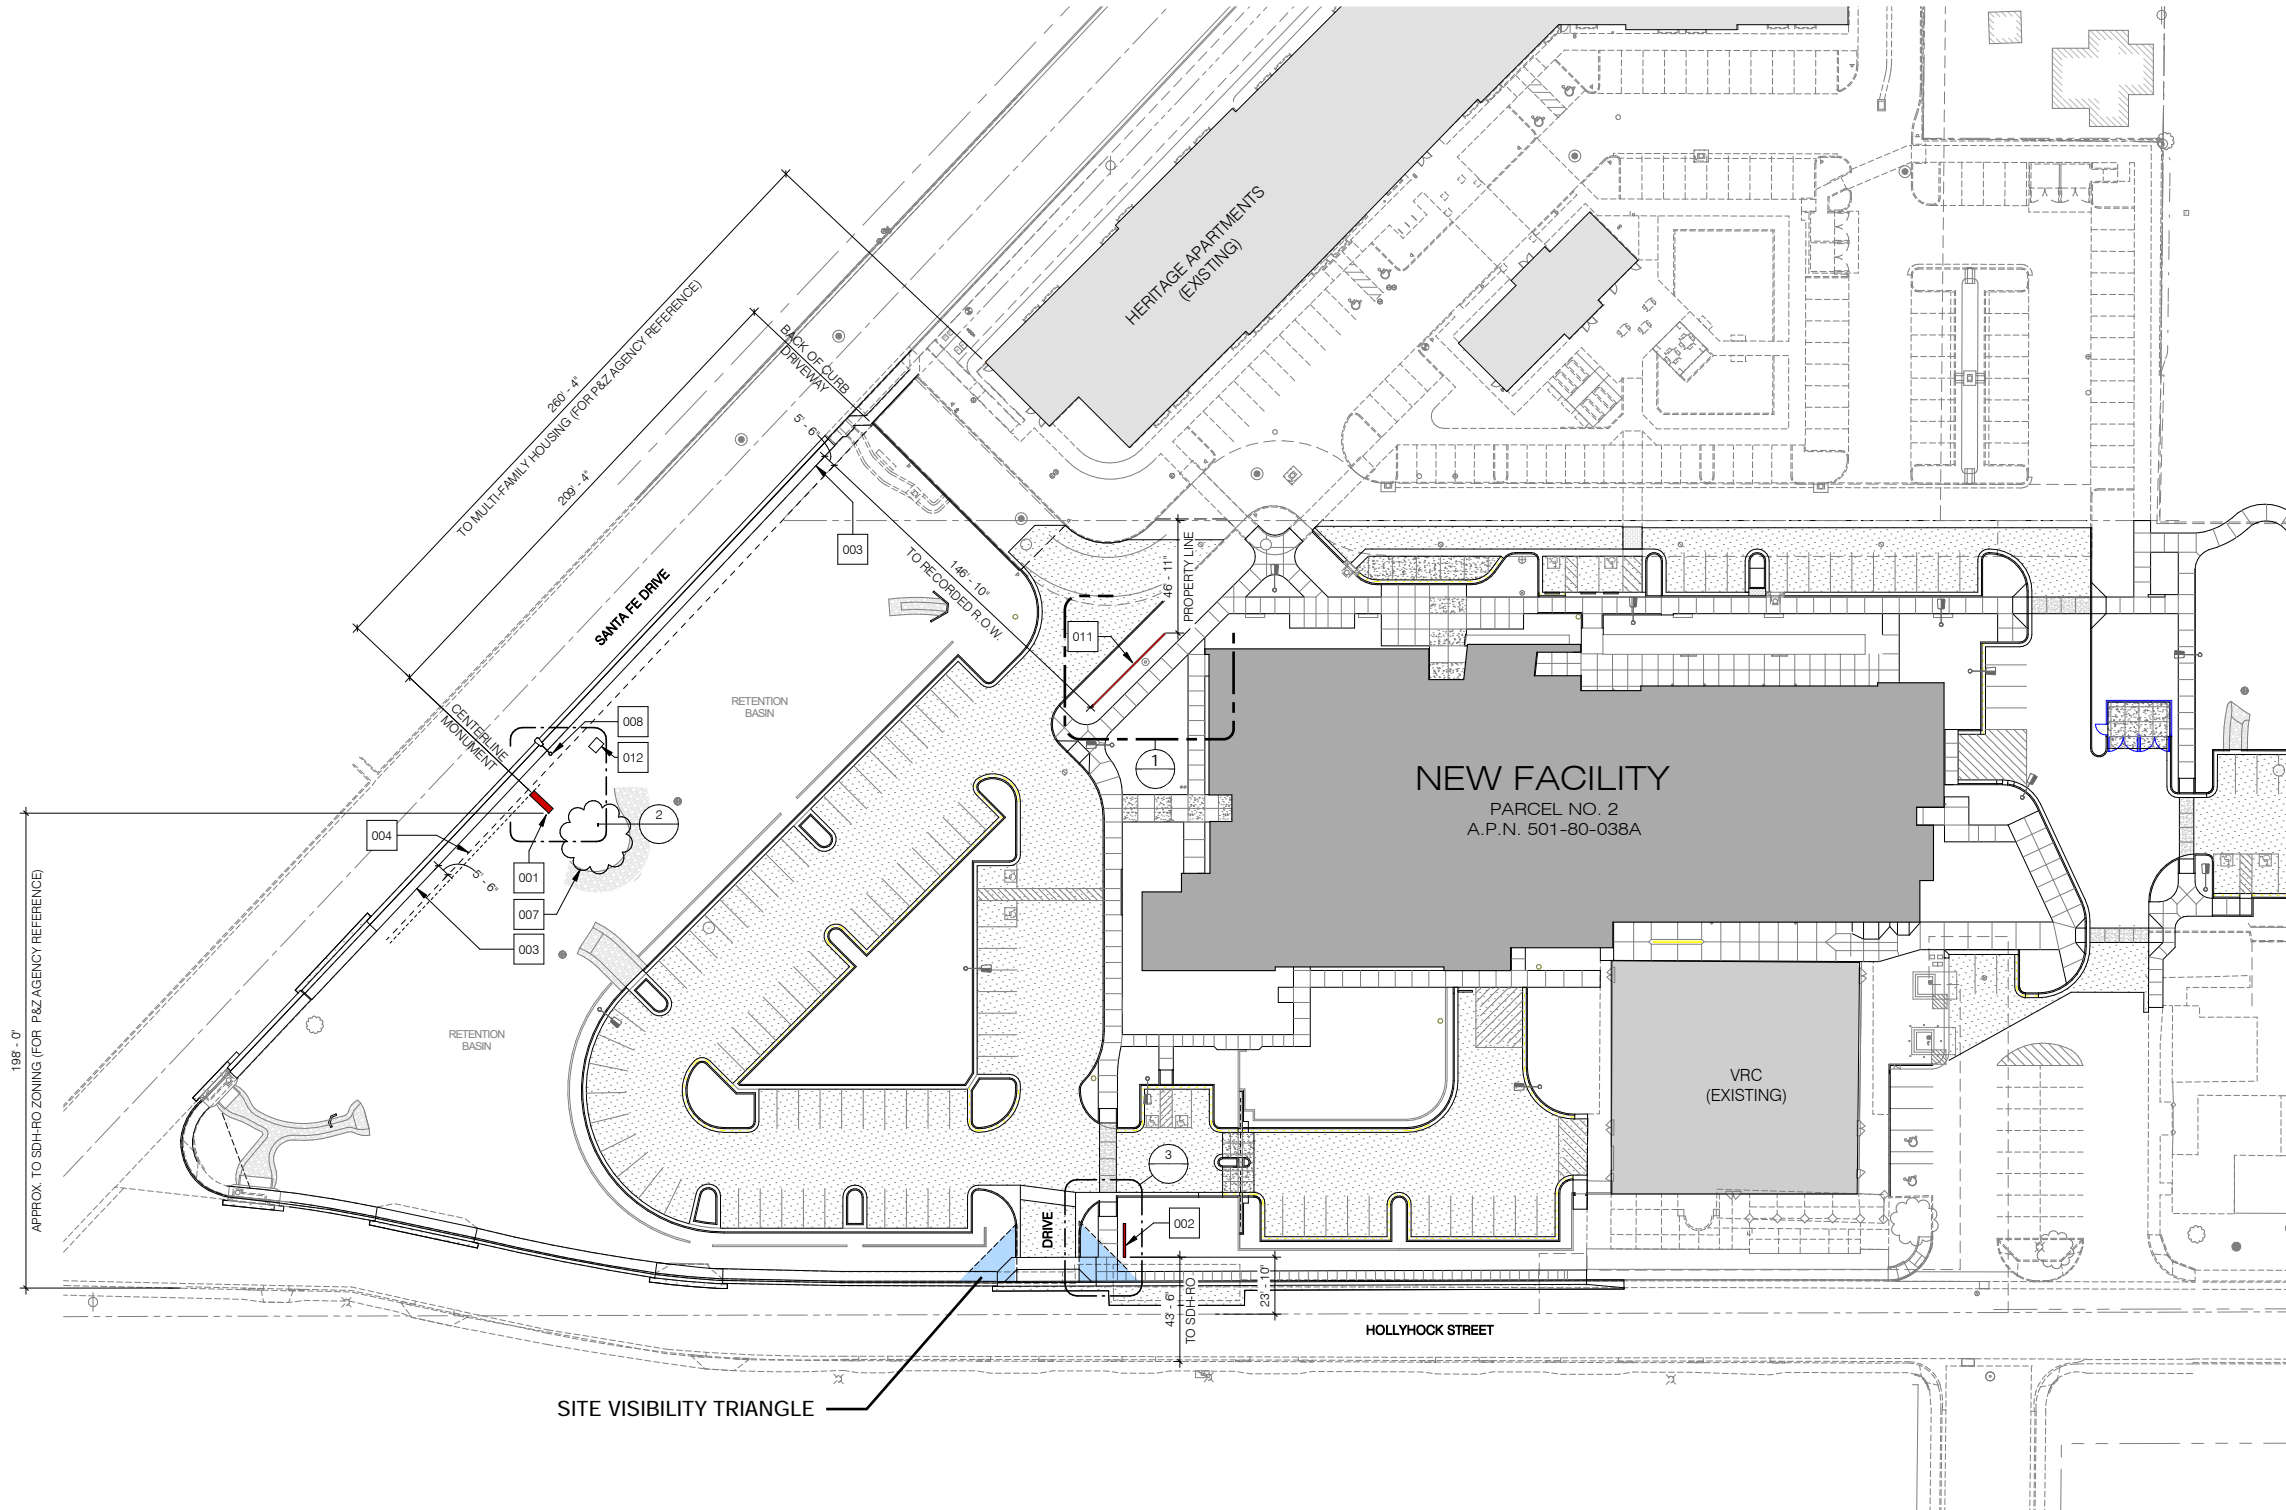 HERITAGE APARTMENTS
(EXISTING)
260' - 4"
TO MULTI-FAMILY HOUSING (FOR P&Z AGENCY REFERENCE)
209' - 4"
BACK OF CURB
DRIVEWAY
5' - 6"
003
SANTA FE DRIVE
146' - 10"
TO RECORDED R.O.W.
46' - 11"
PROPERTY LINE
011
1
CENTERLINE
MONUMENT
008
012
RETENTION
BASIN
2
004
001
5' - 6"
007
003
NEW FACILITY
PARCEL NO. 2
A.P.N. 501-80-038A
198' - 0"
APPROX. TO SDH-RO ZONING (FOR P&Z AGENCY REFERENCE)
RETENTION
BASIN
VRC
(EXISTING)
3
002
DRIVE
43' - 6"
TO SDH-RO
23' - 10"
HOLLYHOCK STREET
SITE VISIBILITY TRIANGLE